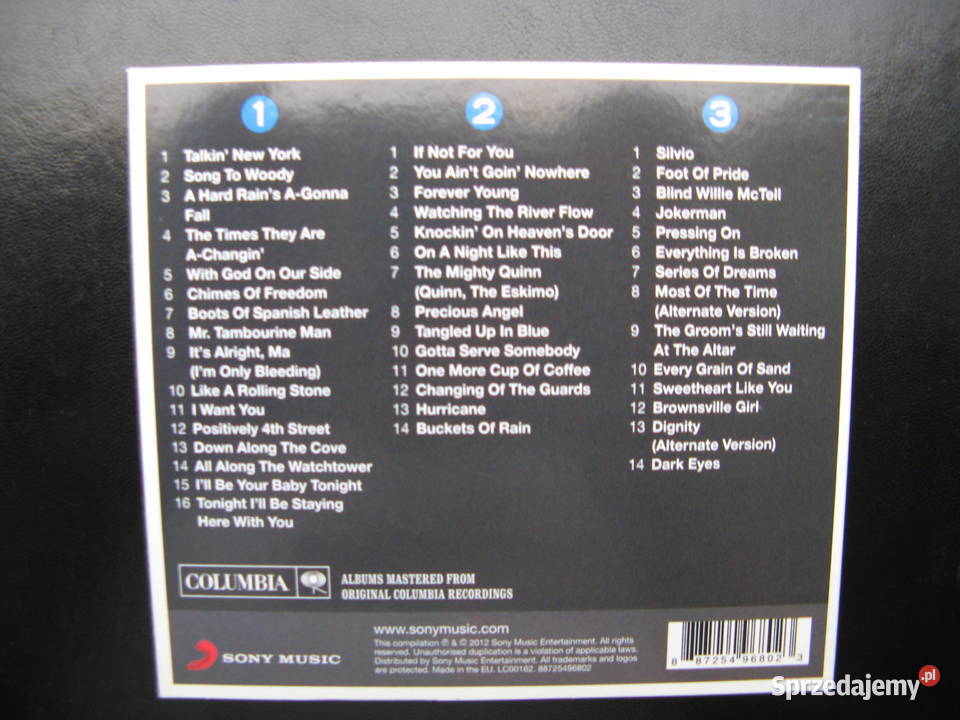 1
1 Talkin' New York
2 Song To Woody
3 A Hard Rain's A-Gonna
Fall
4 The Times They Are
A-Changin'
5 With God On Our Side
6 Chimes Of Freedom
7 Boots Of Spanish Leather
8 Mr. Tambourine Man
9 It's Alright, Ma
(I'm Only Bleeding)
10 Like A Rolling Stone
11 I Want You
12 Positively 4th Street
13 Down Along The Cove
14 All Along The Watchtower
15 I'll Be Your Baby Tonight
16 Tonight I'll Be Staying
Here With You
2
1 If Not For You
2 You Ain't Goin' Nowhere
3 Forever Young
4 Watching The River Flow
5 Knockin' On Heaven's Door
6 On A Night Like This
7 The Mighty Quinn
(Quinn, The Eskimo)
8 Precious Angel
9 Tangled Up In Blue
10 Gotta Serve Somebody
11 One More Cup Of Coffee
12 Changing Of The Guards
13 Hurricane
14 Buckets Of Rain
3
1 Silvio
2 Foot Of Pride
3 Blind Willie McTell
4 Jokerman
5 Pressing On
6 Everything Is Broken
7 Series Of Dreams
8 Most Of The Time
(Alternate Version)
9 The Groom's Still Waiting
At The Altar
10 Every Grain Of Sand
11 Sweetheart Like You
12 Brownsville Girl
13 Dignity
(Alternate Version)
14 Dark Eyes
COLUMBIA
ALBUMS MASTERED FROM
ORIGINAL COLUMBIA RECORDINGS
SONY MUSIC
www.sonymusic.com
This compilation ℗ & © 2012 Sony Music Entertainment. All rights
reserved. Unauthorised duplication is a violation of applicable laws.
Distributed by Sony Music Entertainment. All trademarks and logos
are protected. Made in the EU. LC00162. 88725496802
8 87254 96802 3
Sprzedajemy.pl